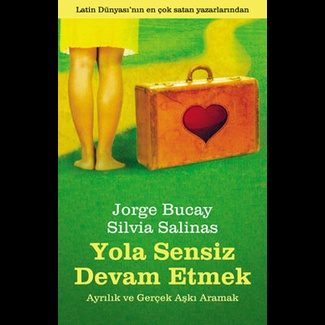 Latin Dünyası'nın en çok satan yazarlarından
Jorge Bucay
Silvia Salinas
Yola Sensiz
Devam Etmek
Ayrılık ve Gerçek Aşkı Aramak